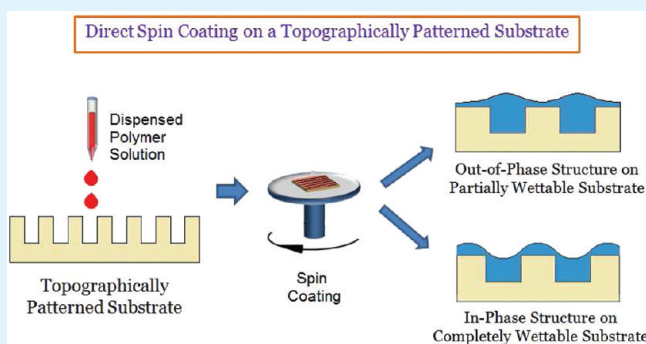 Direct Spin Coating on a Topographically Patterned Substrate
Dispensed
Polymer
Solution
Topographically
Patterned Substrate
Spin
Coating
Out-of-Phase Structure on
Partially Wettable Substrate
In-Phase Structure on
Completely Wettable Substrate